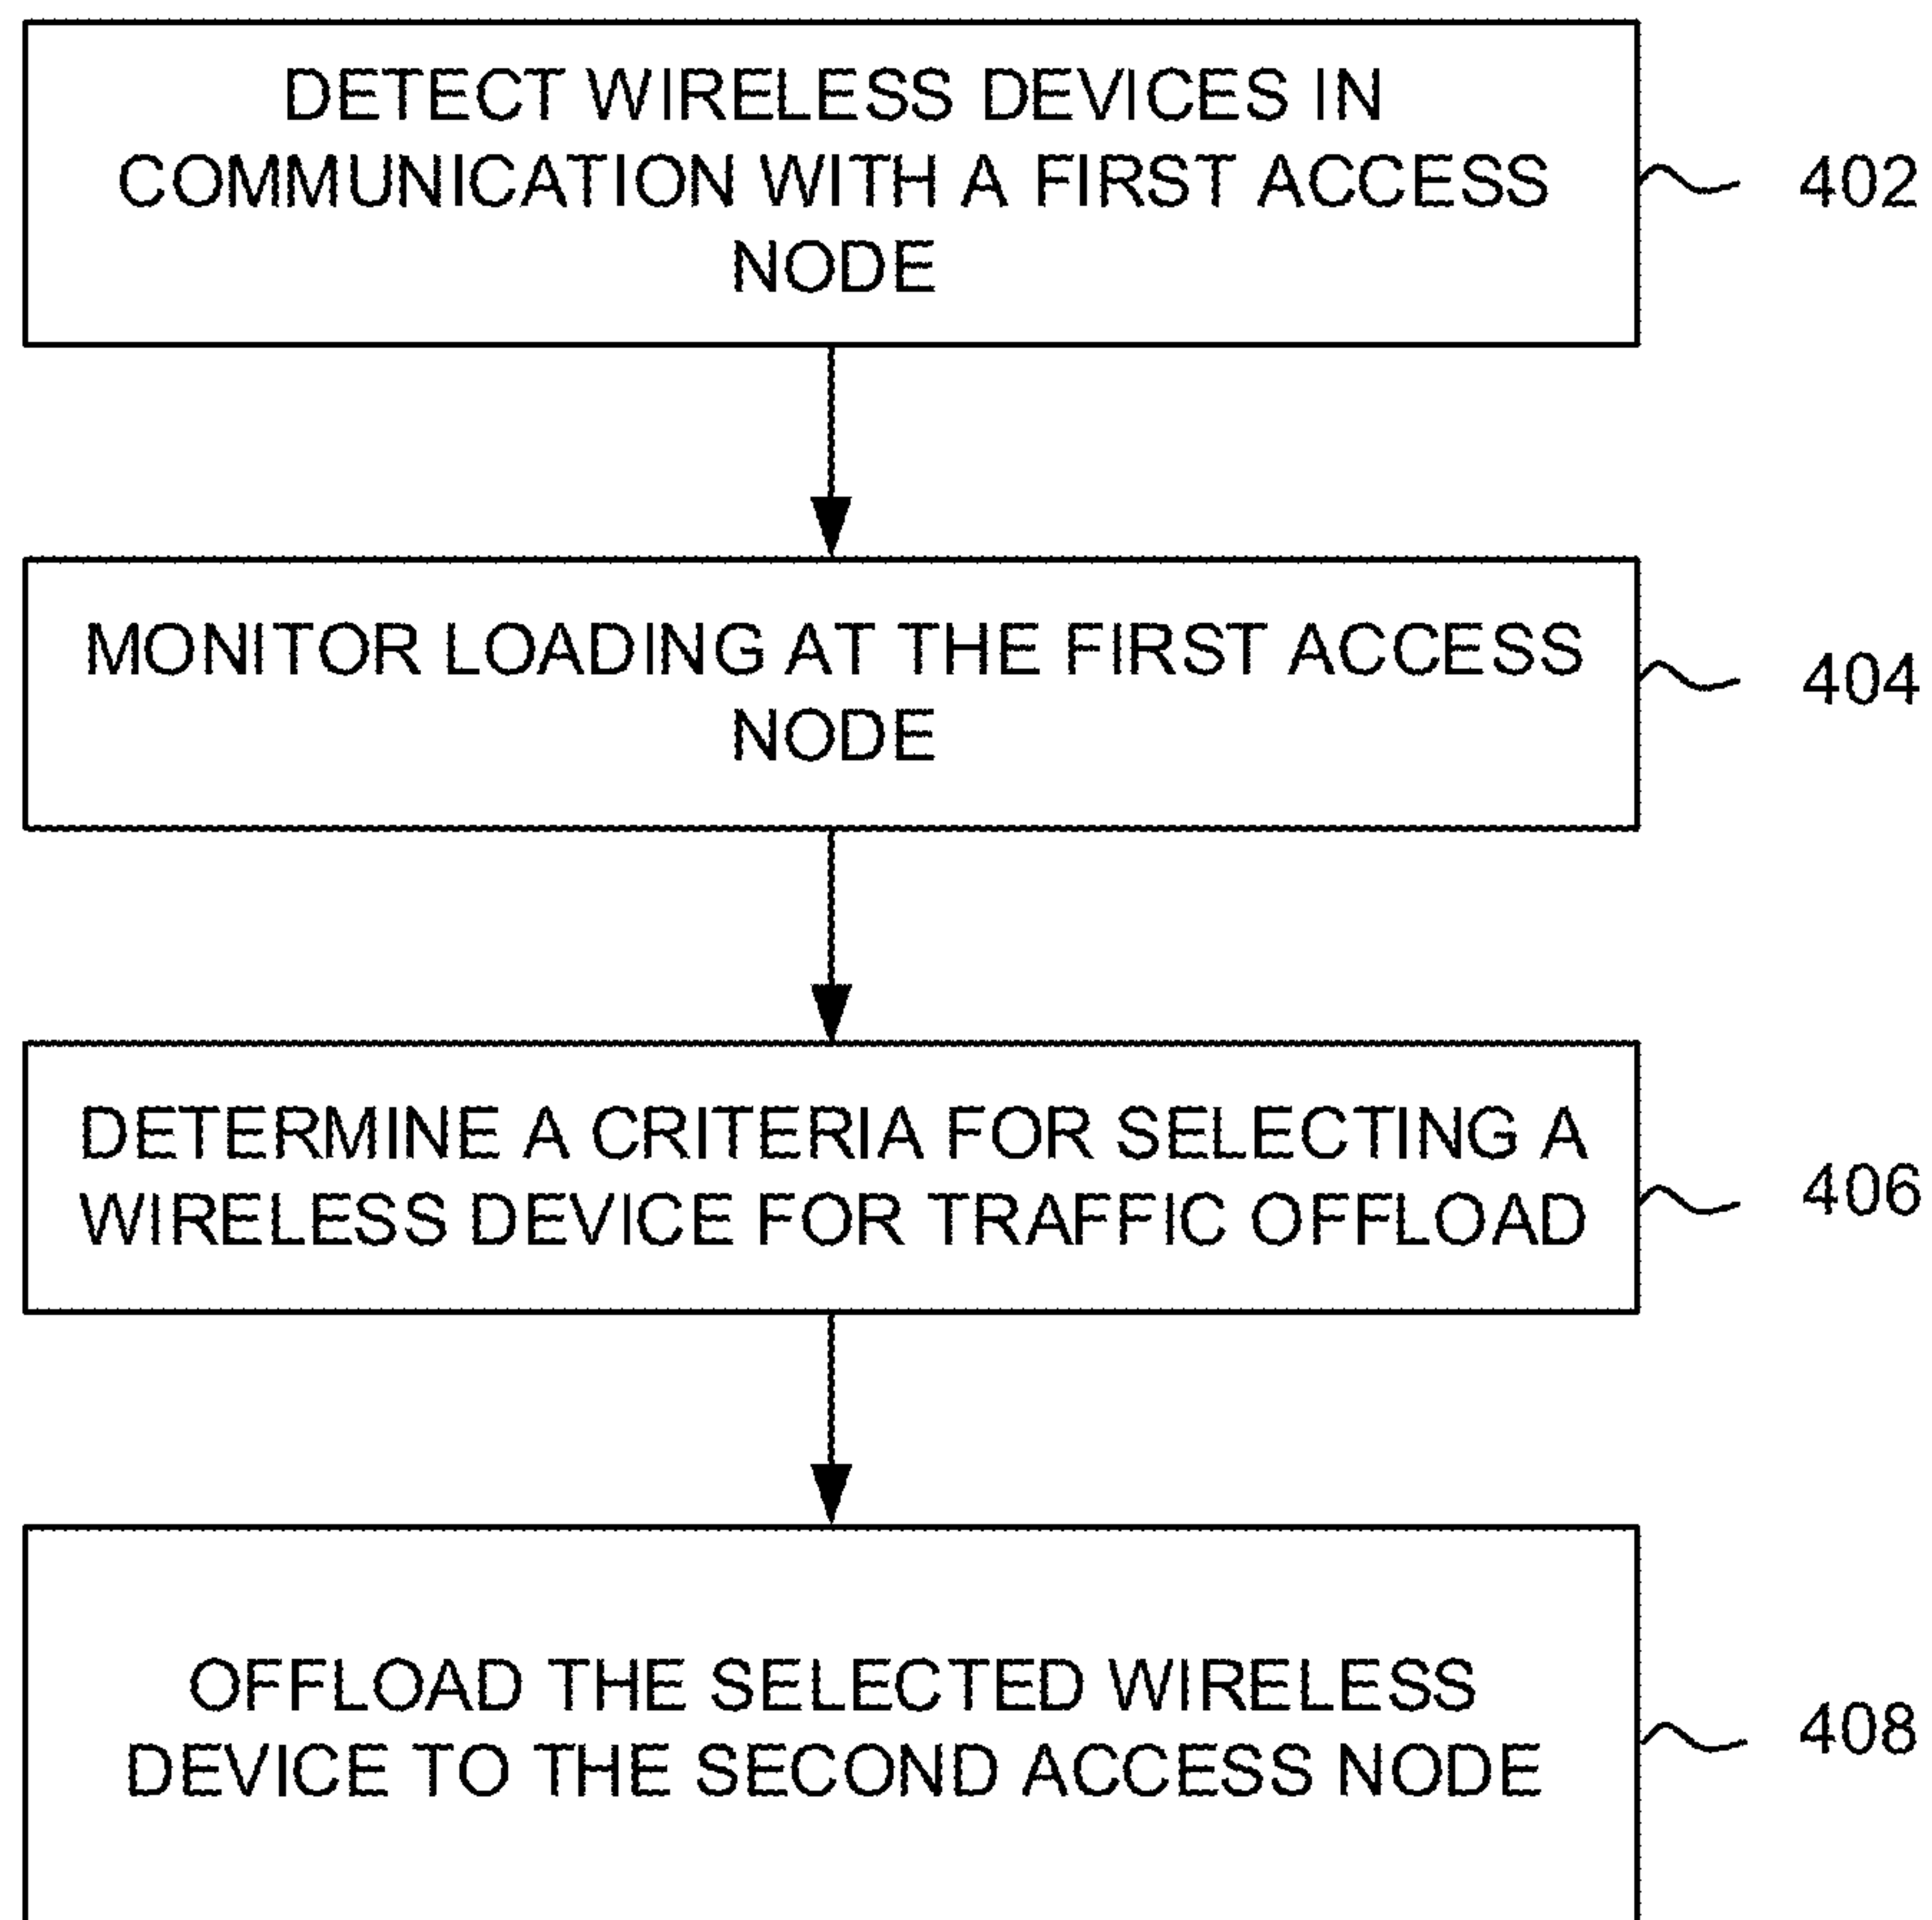 DETECT WIRELESS DEVICES IN
COMMUNICATION WITH A FIRST ACCESS
NODE
402
MONITOR LOADING AT THE FIRST ACCESS
NODE
404
DETERMINE A CRITERIA FOR SELECTING A
WIRELESS DEVICE FOR TRAFFIC OFFLOAD
406
OFFLOAD THE SELECTED WIRELESS
DEVICE TO THE SECOND ACCESS NODE
408